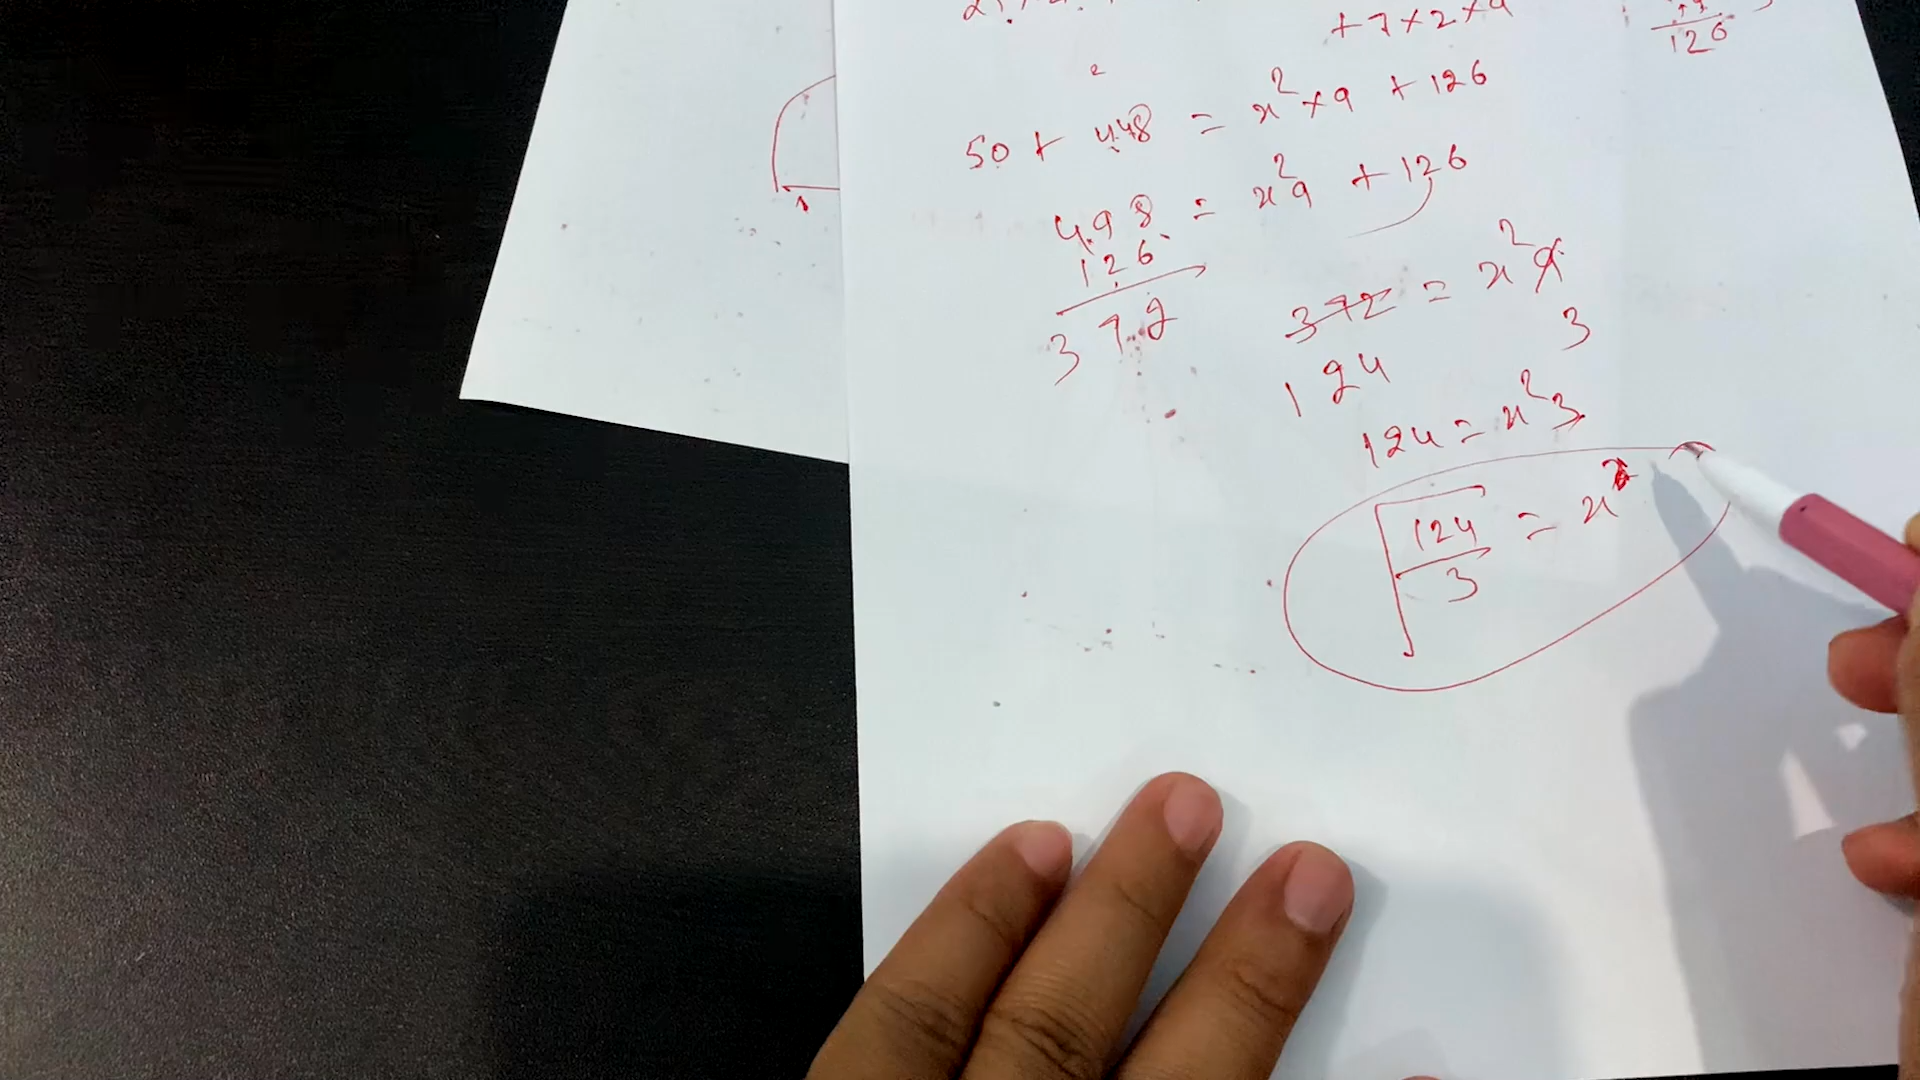 + 7 × 2 × 9
126
50 + 448 = x² × 9 + 126
498 = x²9 + 126
126
372
372 = x²9
124
3
124 = x²3
√124/3 = x